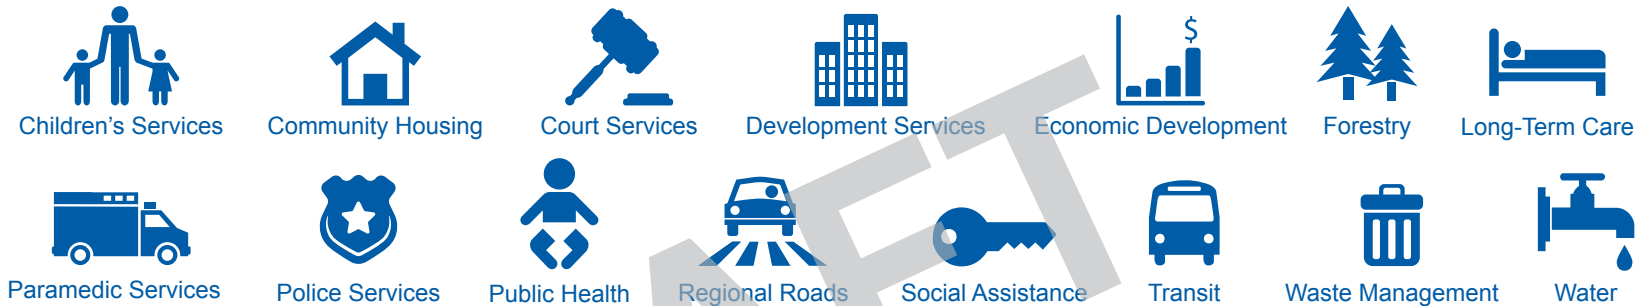 $
Children's Services Community Housing Court Services Development Services Economic Development Forestry Long-Term Care
Paramedic Services Police Services Public Health Regional Roads Social Assistance Transit Waste Management Water
AFT